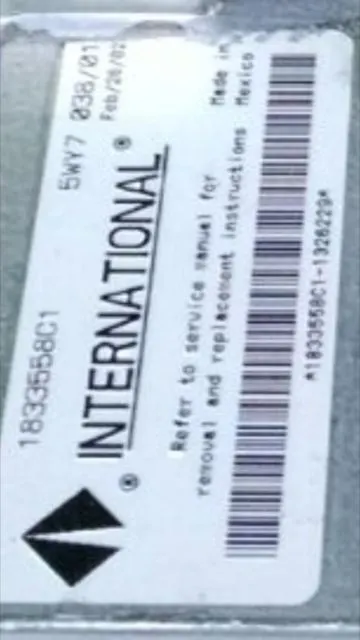 1833558C1 5WY7 038/01
Feb/26/02
® INTERNATIONAL®
Refer to service manual for Made in
removal and replacement instructions Mexico
*1833558C1-1326229*